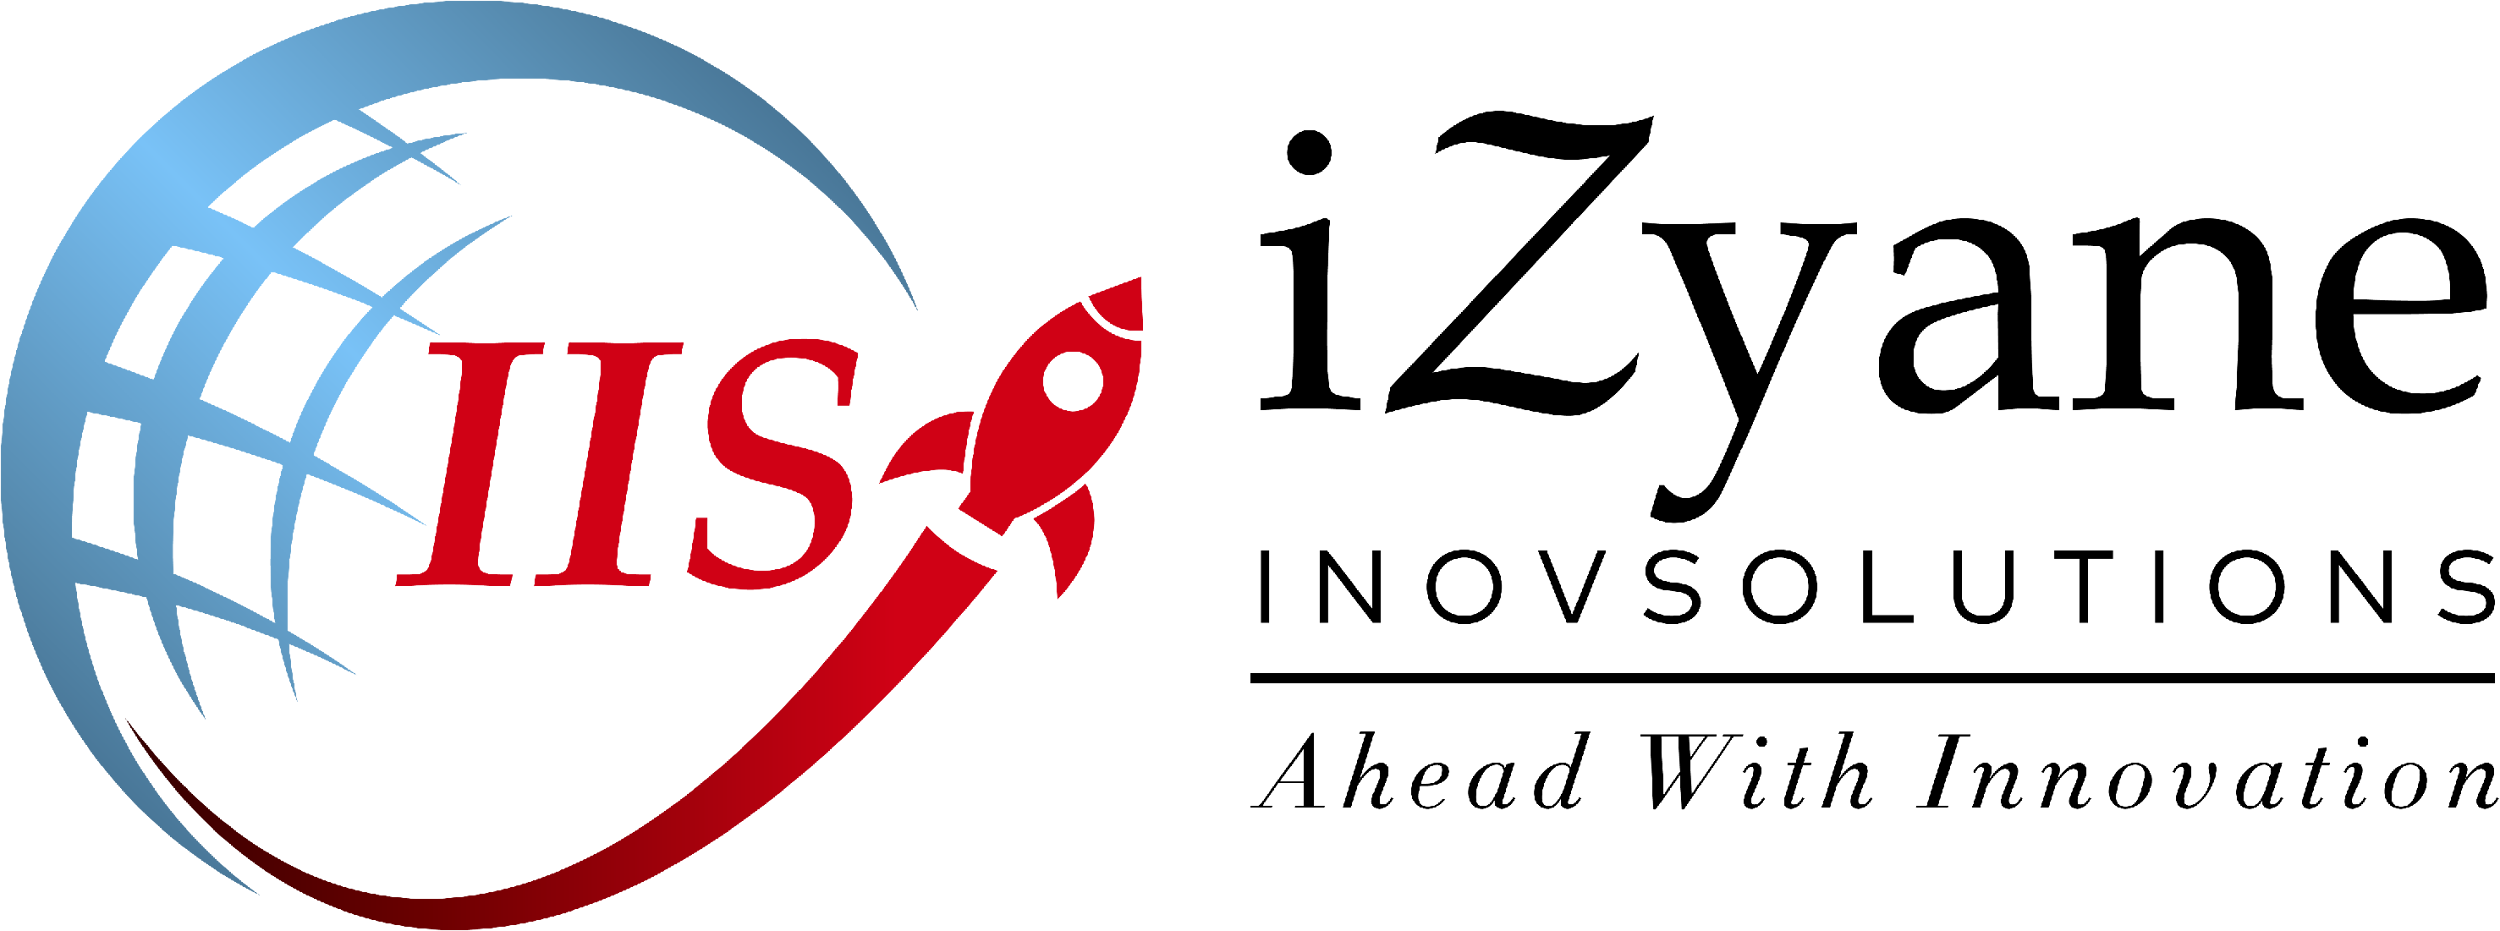 IIS
iZyane
INOVSOLUTIONS
Ahead With Innovation